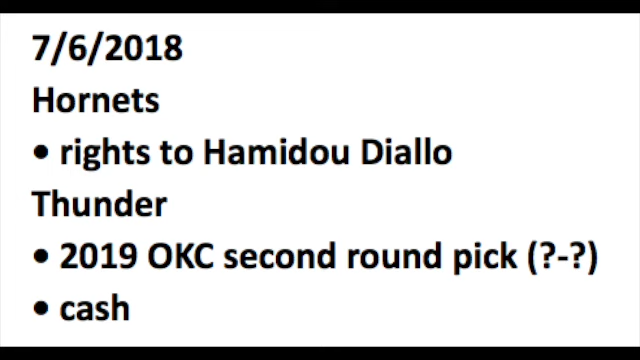 7/6/2018
Hornets
• rights to Hamidou Diallo
Thunder
• 2019 OKC second round pick (?-?)
• cash